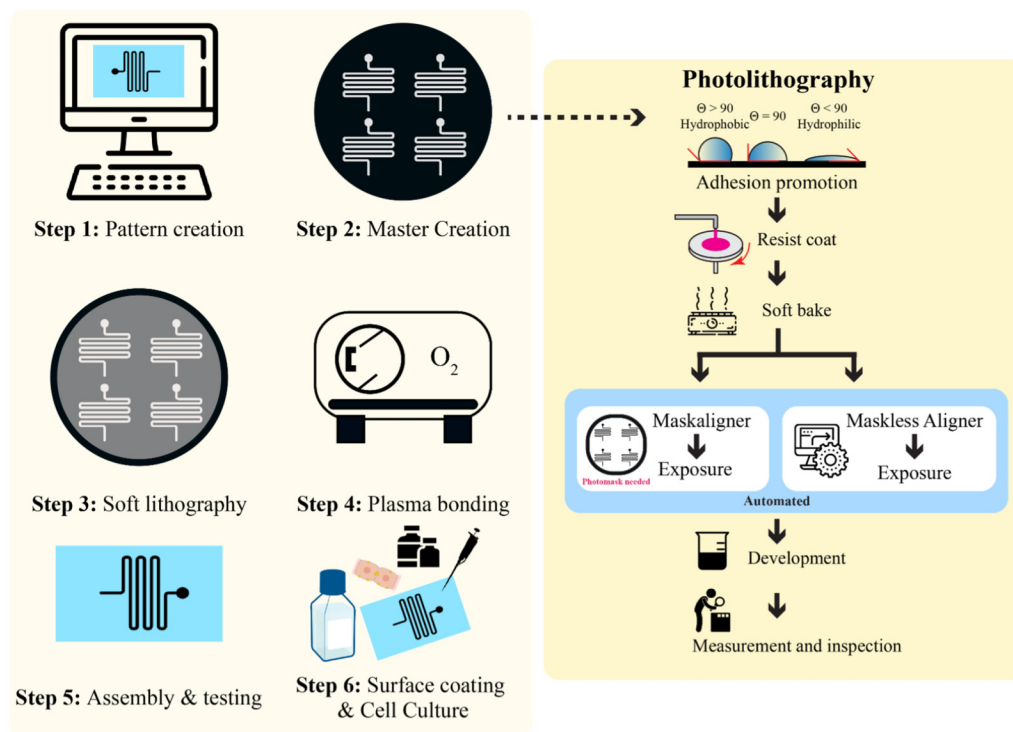 Step 1: Pattern creation
Step 2: Master Creation
Step 3: Soft lithography
O2
Step 4: Plasma bonding
Step 5: Assembly & testing
Step 6: Surface coating
& Cell Culture
Photolithography
Θ > 90
Hydrophobic
Θ = 90
Θ < 90
Hydrophilic
Adhesion promotion
Resist coat
Soft bake
Maskaligner
Exposure
Photomask needed
Maskless Aligner
Exposure
Automated
Development
Measurement and inspection